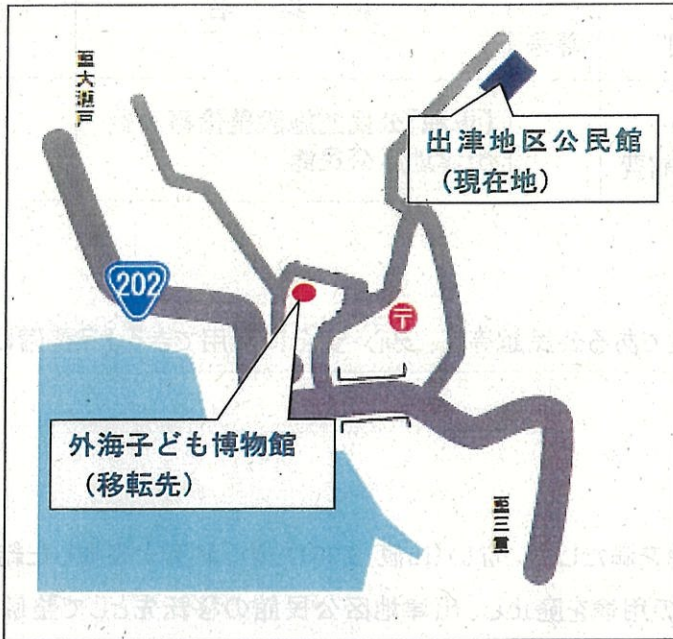 至大瀬戸
出津地区公民館
（現在地）
202
〒
外海子ども博物館
（移転先）
至三重